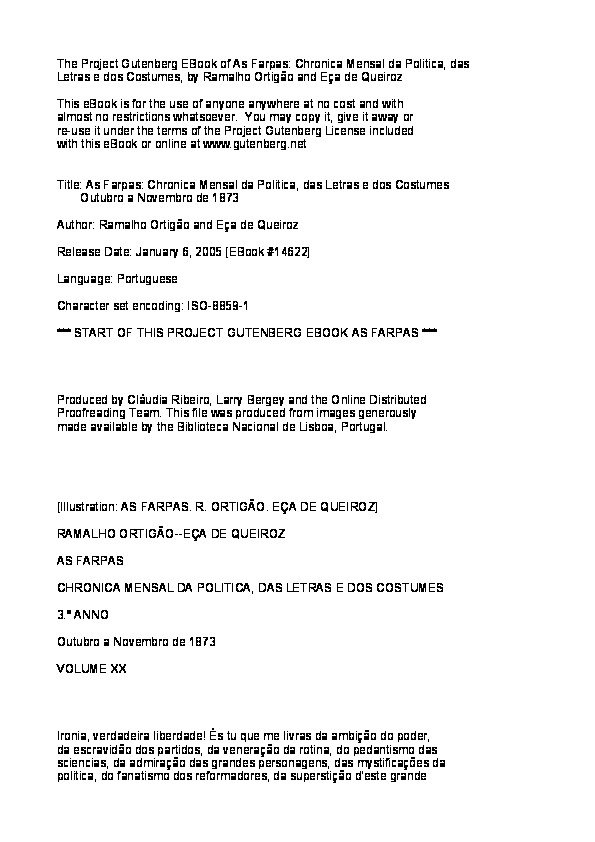 The Project Gutenberg EBook of As Farpas: Chronica Mensal da Politica, das
Letras e dos Costumes, by Ramalho Ortigão and Eça de Queiroz
This eBook is for the use of anyone anywhere at no cost and with
almost no restrictions whatsoever.  You may copy it, give it away or
re-use it under the terms of the Project Gutenberg License included
with this eBook or online at www.gutenberg.net
Title: As Farpas: Chronica Mensal da Politica, das Letras e dos Costumes
Outubro a Novembro de 1873
Author: Ramalho Ortigão and Eça de Queiroz
Release Date: January 6, 2005 [EBook #14622]
Language: Portuguese
Character set encoding: ISO-8859-1
*** START OF THIS PROJECT GUTENBERG EBOOK AS FARPAS ***
Produced by Cláudia Ribeiro, Larry Bergey and the Online Distributed
Proofreading Team. This file was produced from images generously
made available by the Biblioteca Nacional de Lisboa, Portugal.
[Illustration: AS FARPAS. R. ORTIGÃO. EÇA DE QUEIROZ]
RAMALHO ORTIGÃO--EÇA DE QUEIROZ
AS FARPAS
CHRONICA MENSAL DA POLITICA, DAS LETRAS E DOS COSTUMES
3.º ANNO
Outubro a Novembro de 1873
VOLUME XX
Ironia, verdadeira liberdade! És tu que me livras da ambição do poder,
da escravidão dos partidos, da veneração da rotina, do pedantismo das
sciencias, da admiração das grandes personagens, das mystificações da
politica, do fanatismo dos reformadores, da superstição d'este grande